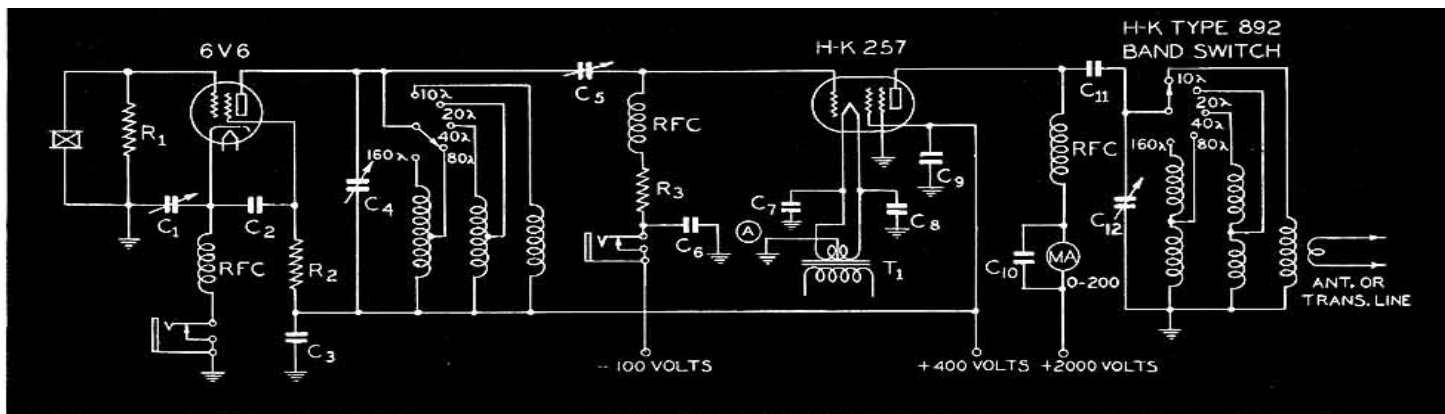 6V6
H-K 257
H-K TYPE 892
BAND SWITCH
R1
C1
C2
RFC
R2
C3
C4
10λ
20λ
40λ
80λ
160λ
C5
RFC
R3
C6
C7
C8
A
T1
C9
C10
RFC
MA
0-200
C11
C12
10λ
20λ
40λ
80λ
160λ
ANT. OR
TRANS. LINE
-100 VOLTS
+400 VOLTS
+2000 VOLTS